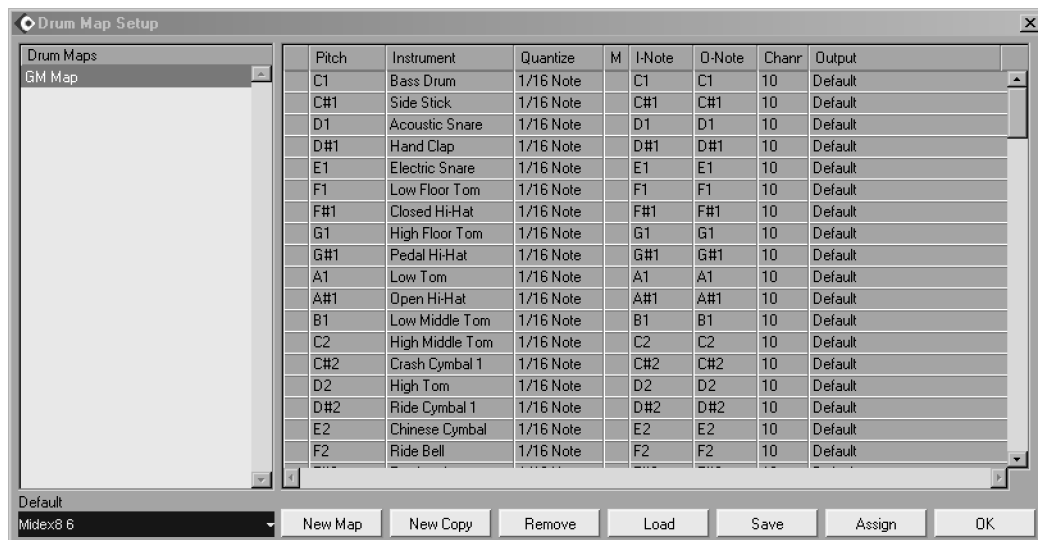 Drum Map Setup
Drum Maps
GM Map
Pitch Instrument Quantize M I-Note O-Note Chanr Output
C1 Bass Drum 1/16 Note C1 C1 10 Default
C#1 Side Stick 1/16 Note C#1 C#1 10 Default
D1 Acoustic Snare 1/16 Note D1 D1 10 Default
D#1 Hand Clap 1/16 Note D#1 D#1 10 Default
E1 Electric Snare 1/16 Note E1 E1 10 Default
F1 Low Floor Tom 1/16 Note F1 F1 10 Default
F#1 Closed Hi-Hat 1/16 Note F#1 F#1 10 Default
G1 High Floor Tom 1/16 Note G1 G1 10 Default
G#1 Pedal Hi-Hat 1/16 Note G#1 G#1 10 Default
A1 Low Tom 1/16 Note A1 A1 10 Default
A#1 Open Hi-Hat 1/16 Note A#1 A#1 10 Default
B1 Low Middle Tom 1/16 Note B1 B1 10 Default
C2 High Middle Tom 1/16 Note C2 C2 10 Default
C#2 Crash Cymbal 1 1/16 Note C#2 C#2 10 Default
D2 High Tom 1/16 Note D2 D2 10 Default
D#2 Ride Cymbal 1 1/16 Note D#2 D#2 10 Default
E2 Chinese Cymbal 1/16 Note E2 E2 10 Default
F2 Ride Bell 1/16 Note F2 F2 10 Default
Default
Midex8 6
New Map New Copy Remove Load Save Assign OK